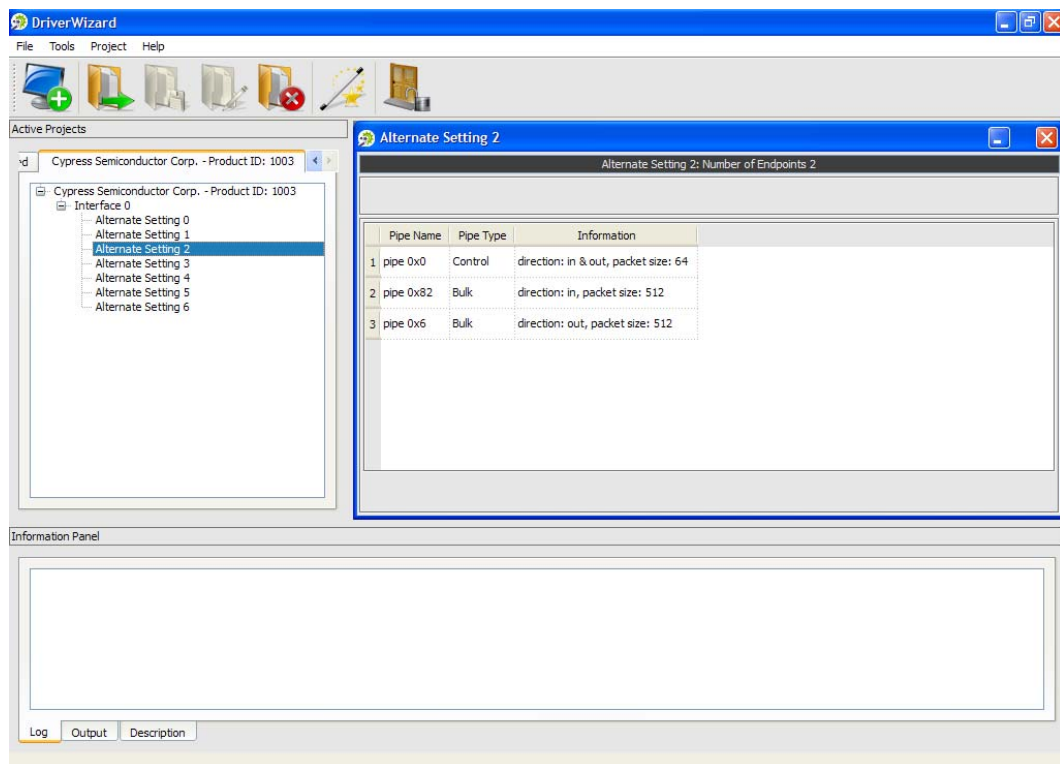 DriverWizard
File Tools Project Help
Active Projects
Cypress Semiconductor Corp. - Product ID: 1003
Cypress Semiconductor Corp. - Product ID: 1003
Interface 0
Alternate Setting 0
Alternate Setting 1
Alternate Setting 2
Alternate Setting 3
Alternate Setting 4
Alternate Setting 5
Alternate Setting 6
Alternate Setting 2
Alternate Setting 2: Number of Endpoints 2
Pipe Name Pipe Type Information
1 pipe 0x0 Control direction: in & out, packet size: 64
2 pipe 0x82 Bulk direction: in, packet size: 512
3 pipe 0x6 Bulk direction: out, packet size: 512
Information Panel
Log Output Description